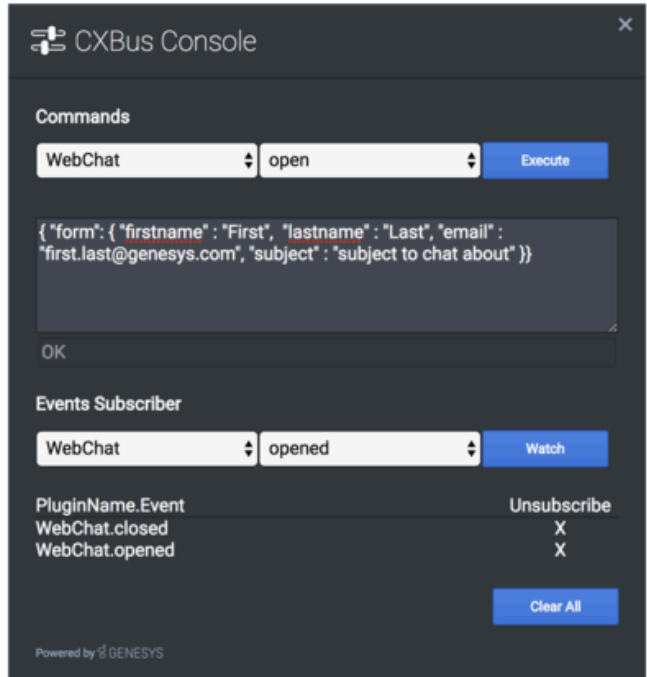 CXBus Console
×
Commands
WebChat open Execute
{ "form": { "firstname" : "First", "lastname" : "Last", "email" :
"first.last@genesys.com", "subject" : "subject to chat about" }}
OK
Events Subscriber
WebChat opened Watch
PluginName.Event Unsubscribe
WebChat.closed X
WebChat.opened X
Clear All
Powered by GENESYS